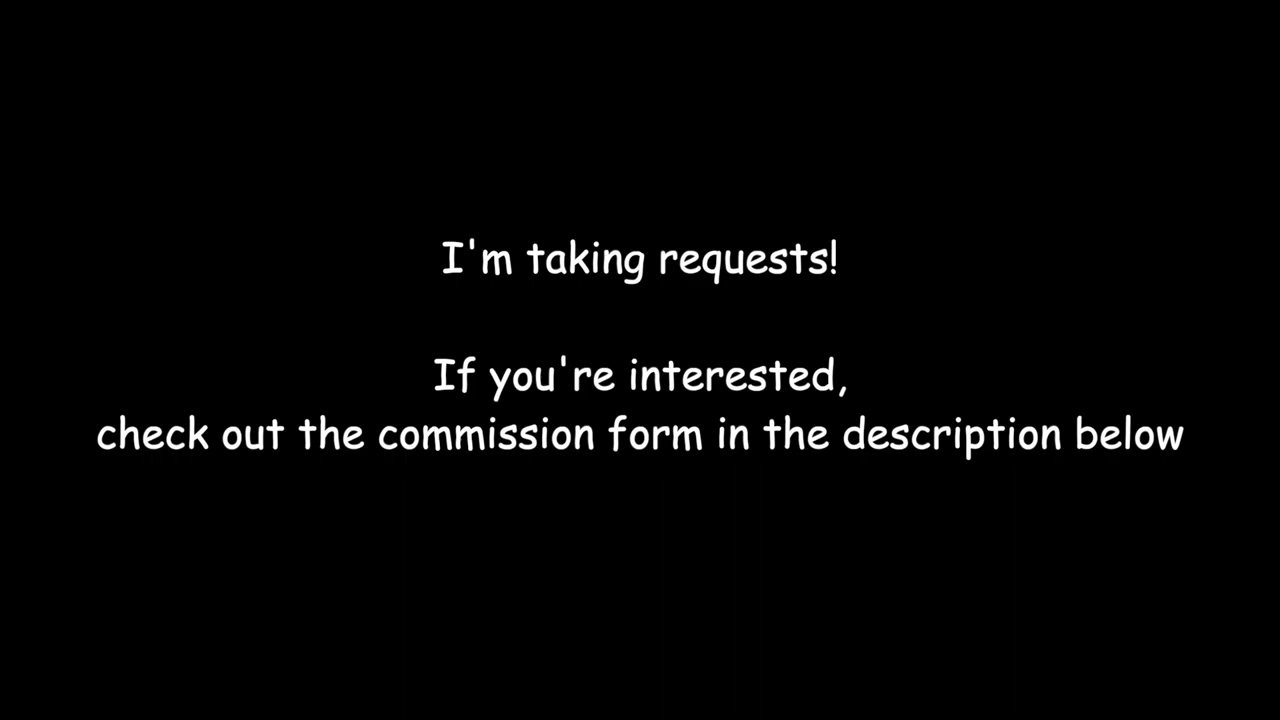 I'm taking requests!
If you're interested,
check out the commission form in the description below